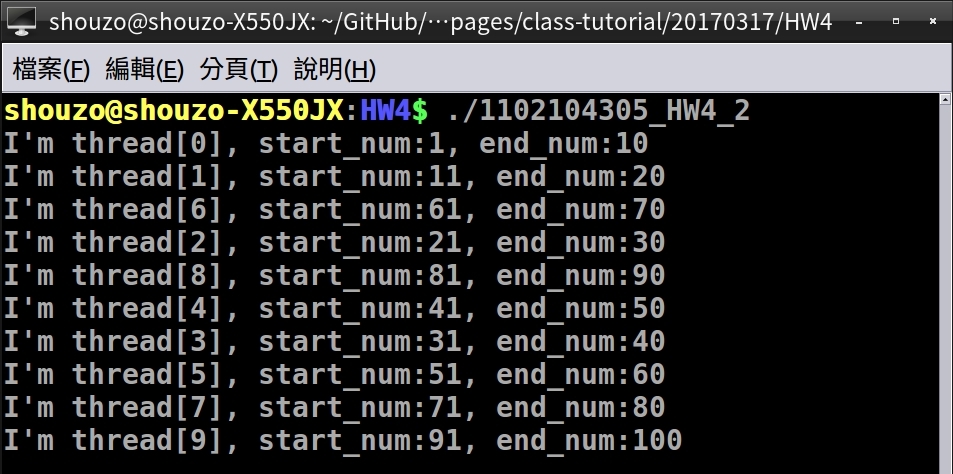 shouzo@shouzo-X550JX: ~/GitHub/…pages/class-tutorial/20170317/HW4
檔案(F) 編輯(E) 分頁(T) 說明(H)
shouzo@shouzo-X550JX:HW4$ ./1102104305_HW4_2
I'm thread[0], start_num:1, end_num:10
I'm thread[1], start_num:11, end_num:20
I'm thread[6], start_num:61, end_num:70
I'm thread[2], start_num:21, end_num:30
I'm thread[8], start_num:81, end_num:90
I'm thread[4], start_num:41, end_num:50
I'm thread[3], start_num:31, end_num:40
I'm thread[5], start_num:51, end_num:60
I'm thread[7], start_num:71, end_num:80
I'm thread[9], start_num:91, end_num:100